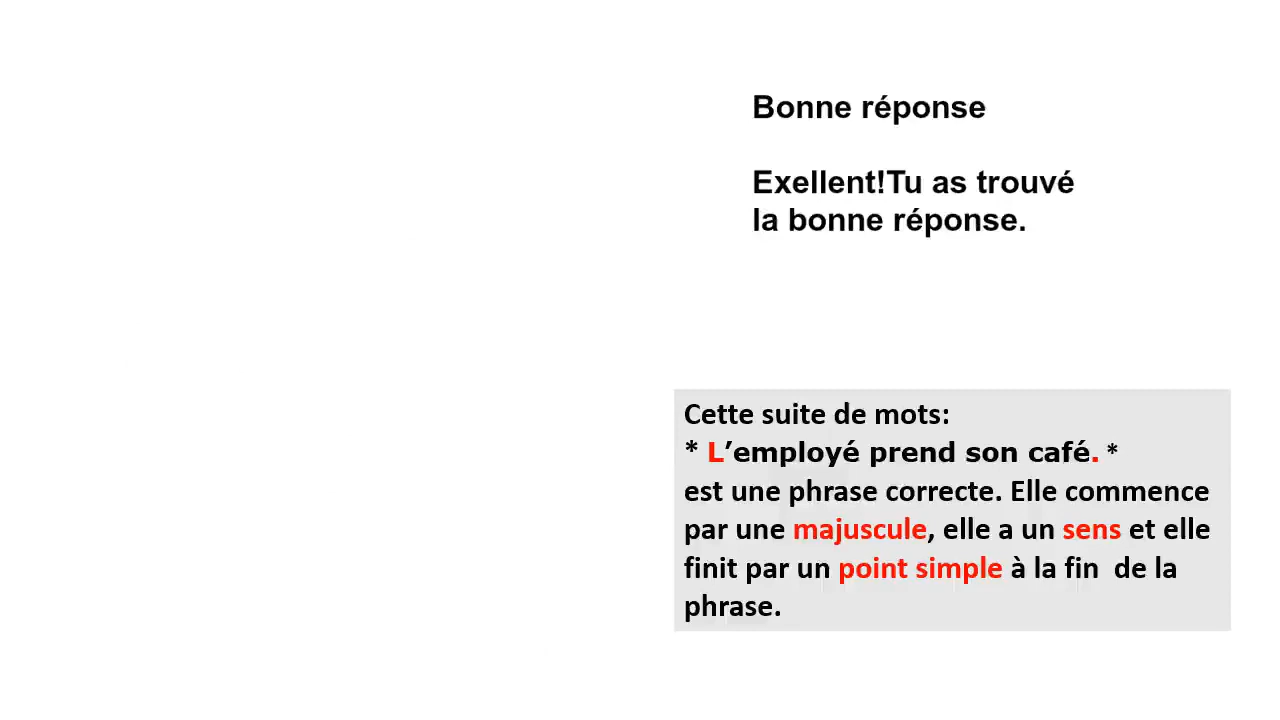 Bonne réponse
Exellent!Tu as trouvé
la bonne réponse.
Cette suite de mots:
* L’employé prend son café. *
est une phrase correcte. Elle commence
par une majuscule, elle a un sens et elle
finit par un point simple à la fin  de la
phrase.